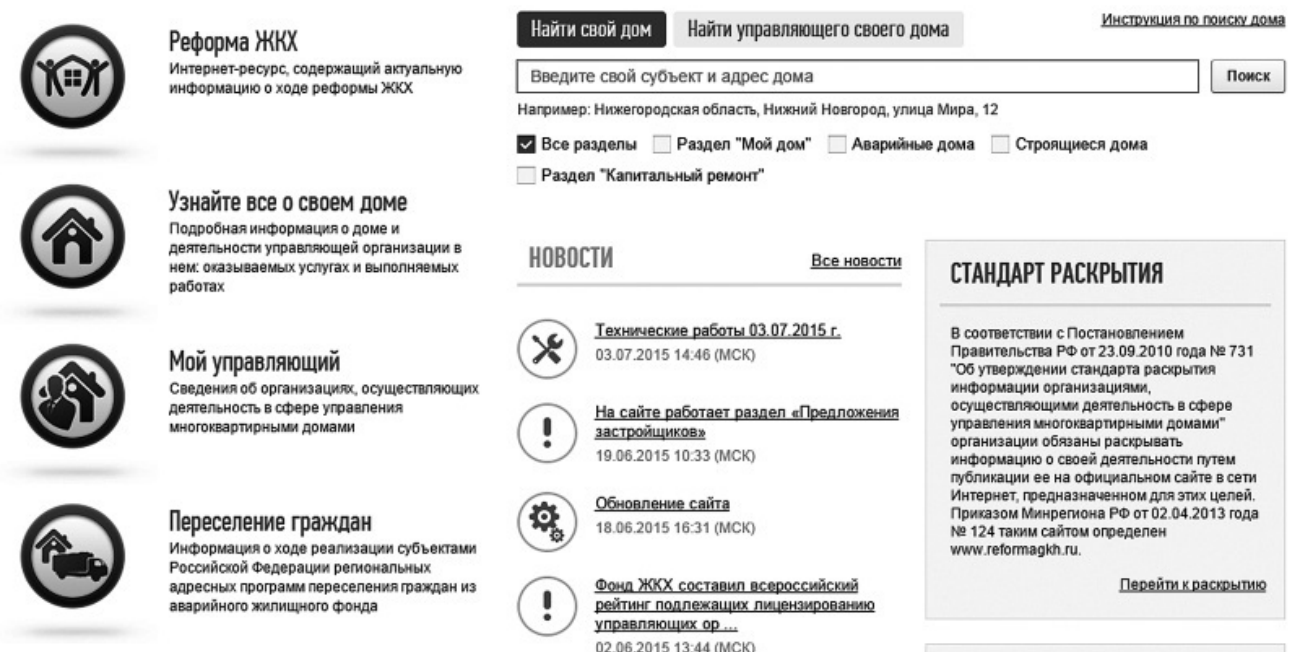 Реформа ЖКХ
Интернет-ресурс, содержащий актуальную
информацию о ходе реформы ЖКХ
Узнайте все о своем доме
Подробная информация о доме и
деятельности управляющей организации в
нем: оказываемых услугах и выполняемых
работах
Мой управляющий
Сведения об организациях, осуществляющих
деятельность в сфере управления
многоквартирными домами
Переселение граждан
Информация о ходе реализации субъектами
Российской Федерации региональных
адресных программ переселения граждан из
аварийного жилищного фонда
Найти свой дом
Найти управляющего своего дома
Инструкция по поиску дома
Введите свой субъект и адрес дома
Поиск
Например: Нижегородская область, Нижний Новгород, улица Мира, 12
Все разделы Раздел "Мой дом" Аварийные дома Строящиеся дома
Раздел "Капитальный ремонт"
НОВОСТИ
Все новости
Технические работы 03.07.2015 г.
03.07.2015 14:46 (МСК)
На сайте работает раздел «Предложения
застройщиков»
19.06.2015 10:33 (МСК)
Обновление сайта
18.06.2015 16:31 (МСК)
Фонд ЖКХ составил всероссийский
рейтинг подлежащих лицензированию
управляющих ор ...
02.06.2015 13:44 (МСК)
СТАНДАРТ РАСКРЫТИЯ
В соответствии с Постановлением
Правительства РФ от 23.09.2010 года № 731
"Об утверждении стандарта раскрытия
информации организациями,
осуществляющими деятельность в сфере
управления многоквартирными домами"
организации обязаны раскрывать
информацию о своей деятельности путем
публикации ее на официальном сайте в сети
Интернет, предназначенном для этих целей.
Приказом Минрегиона РФ от 02.04.2013 года
№ 124 таким сайтом определен
www.reformagkh.ru.
Перейти к раскрытию